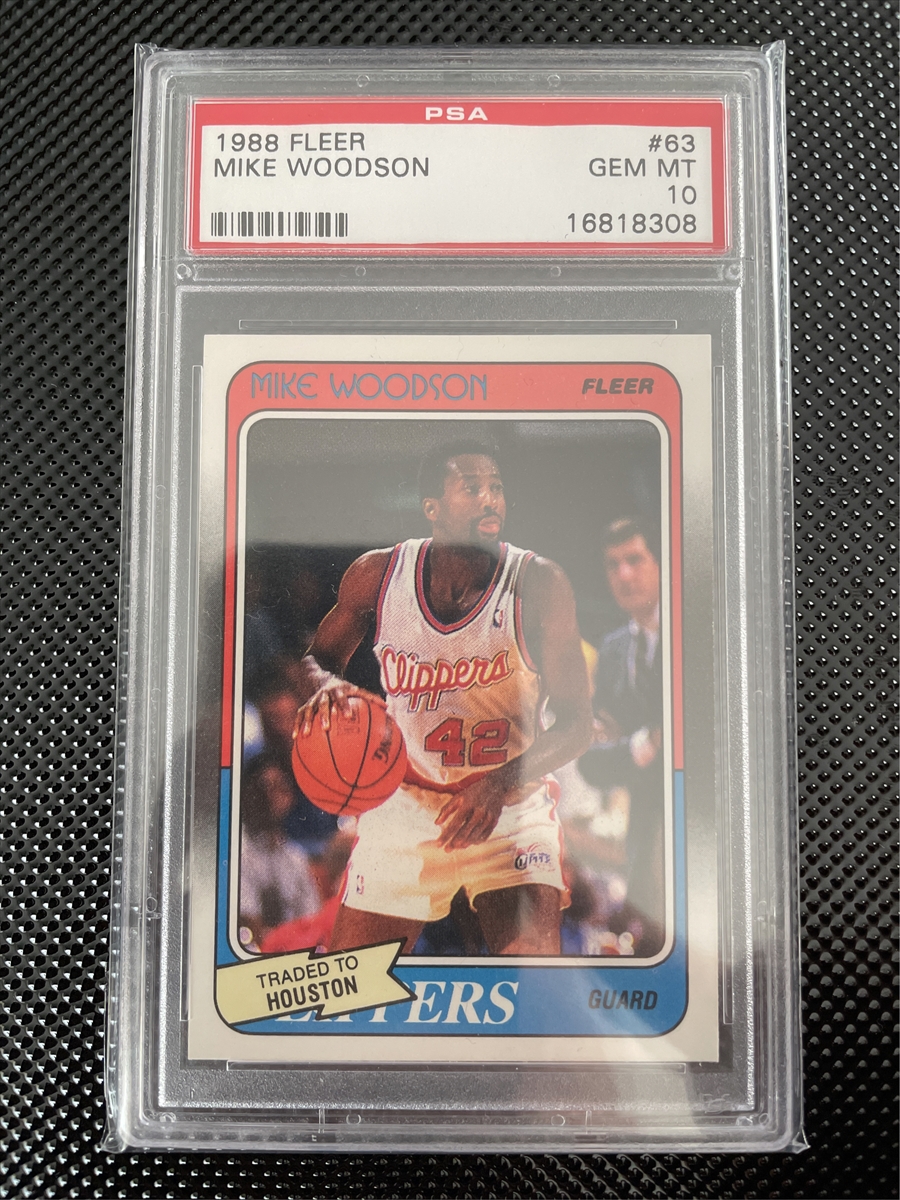 PSA
1988 FLEER #63
MIKE WOODSON GEM MT
10
16818308
MIKE WOODSON FLEER
Clippers
42
TRADED TO
HOUSTON
PERS
GUARD